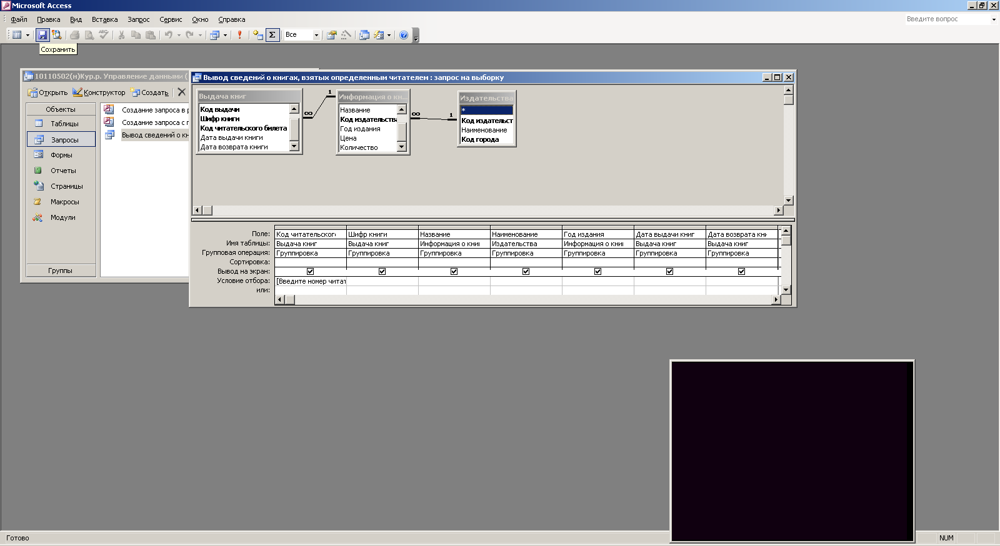 Microsoft Access
Файл Правка Вид Вставка Запрос Сервис Окно Справка
Введите вопрос
Все
Сохранить
10110502(н)Кур.р. Управление данными (
Открыть Конструктор Создать
Объекты
Таблицы
Запросы
Формы
Отчеты
Страницы
Макросы
Модули
Группы
Создание запроса в р
Создание запроса с п
Вывод сведений о кн
Вывод сведений о книгах, взятых определенным читателем : запрос на выборку
Выдача книг
Код выдачи
Шифр книги
Код читательского билета
Дата выдачи книги
Дата возврата книги
∞ 1
Информация о кн...
Название
Код издательства
Год издания
Цена
Количество
∞ 1
Издательства
*
Код издательст
Наименование
Код города
Поле: Код читательског Шифр книги Название Наименование Год издания Дата выдачи книг Дата возврата кни
Имя таблицы: Выдача книг Выдача книг Информация о книг Издательства Информация о книг Выдача книг Выдача книг
Групповая операция: Группировка Группировка Группировка Группировка Группировка Группировка Группировка
Сортировка:
Вывод на экран:
Условие отбора: [Введите номер читат
или:
Готово
NUM